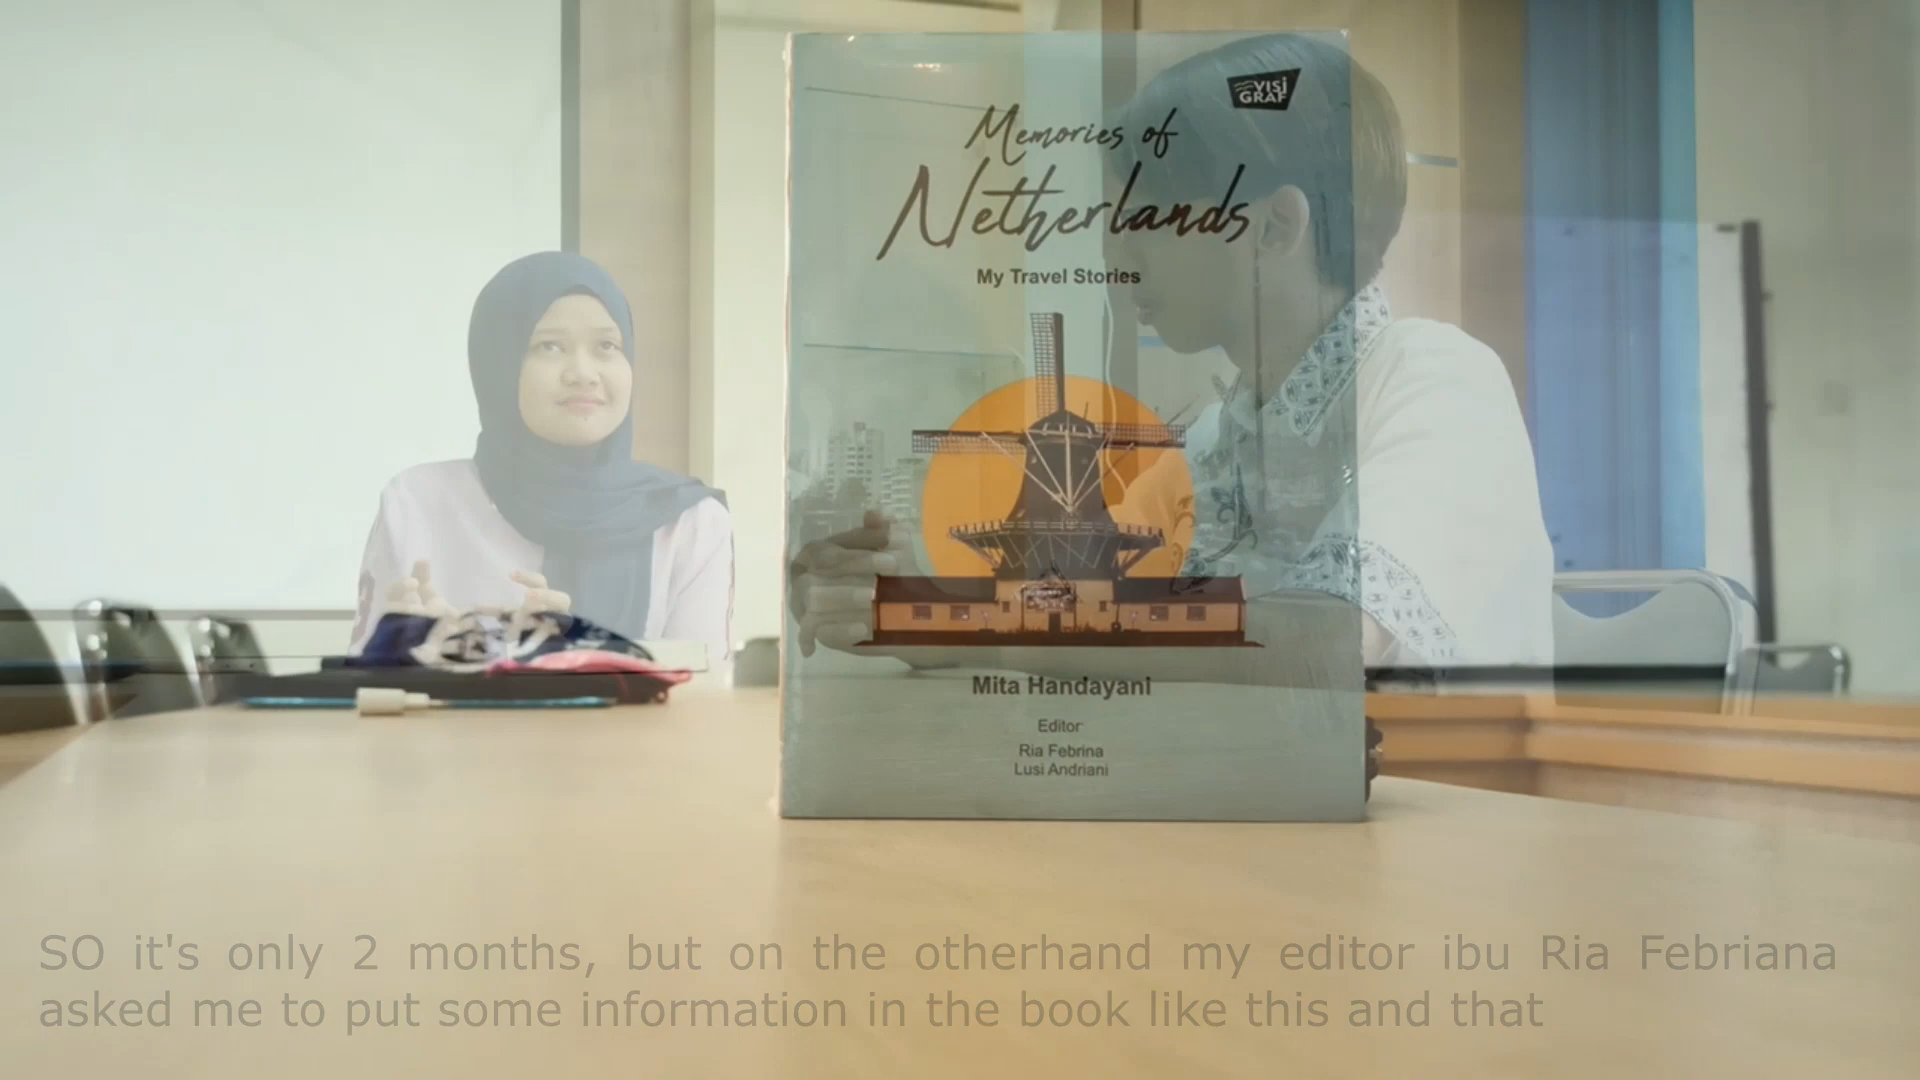 VISI
GRAF
Memories of
Netherlands
My Travel Stories
Mita Handayani
Editor
Ria Febrina
Lusi Andriani
SO it's only 2 months, but on the otherhand my editor ibu Ria Febriana
asked me to put some information in the book like this and that